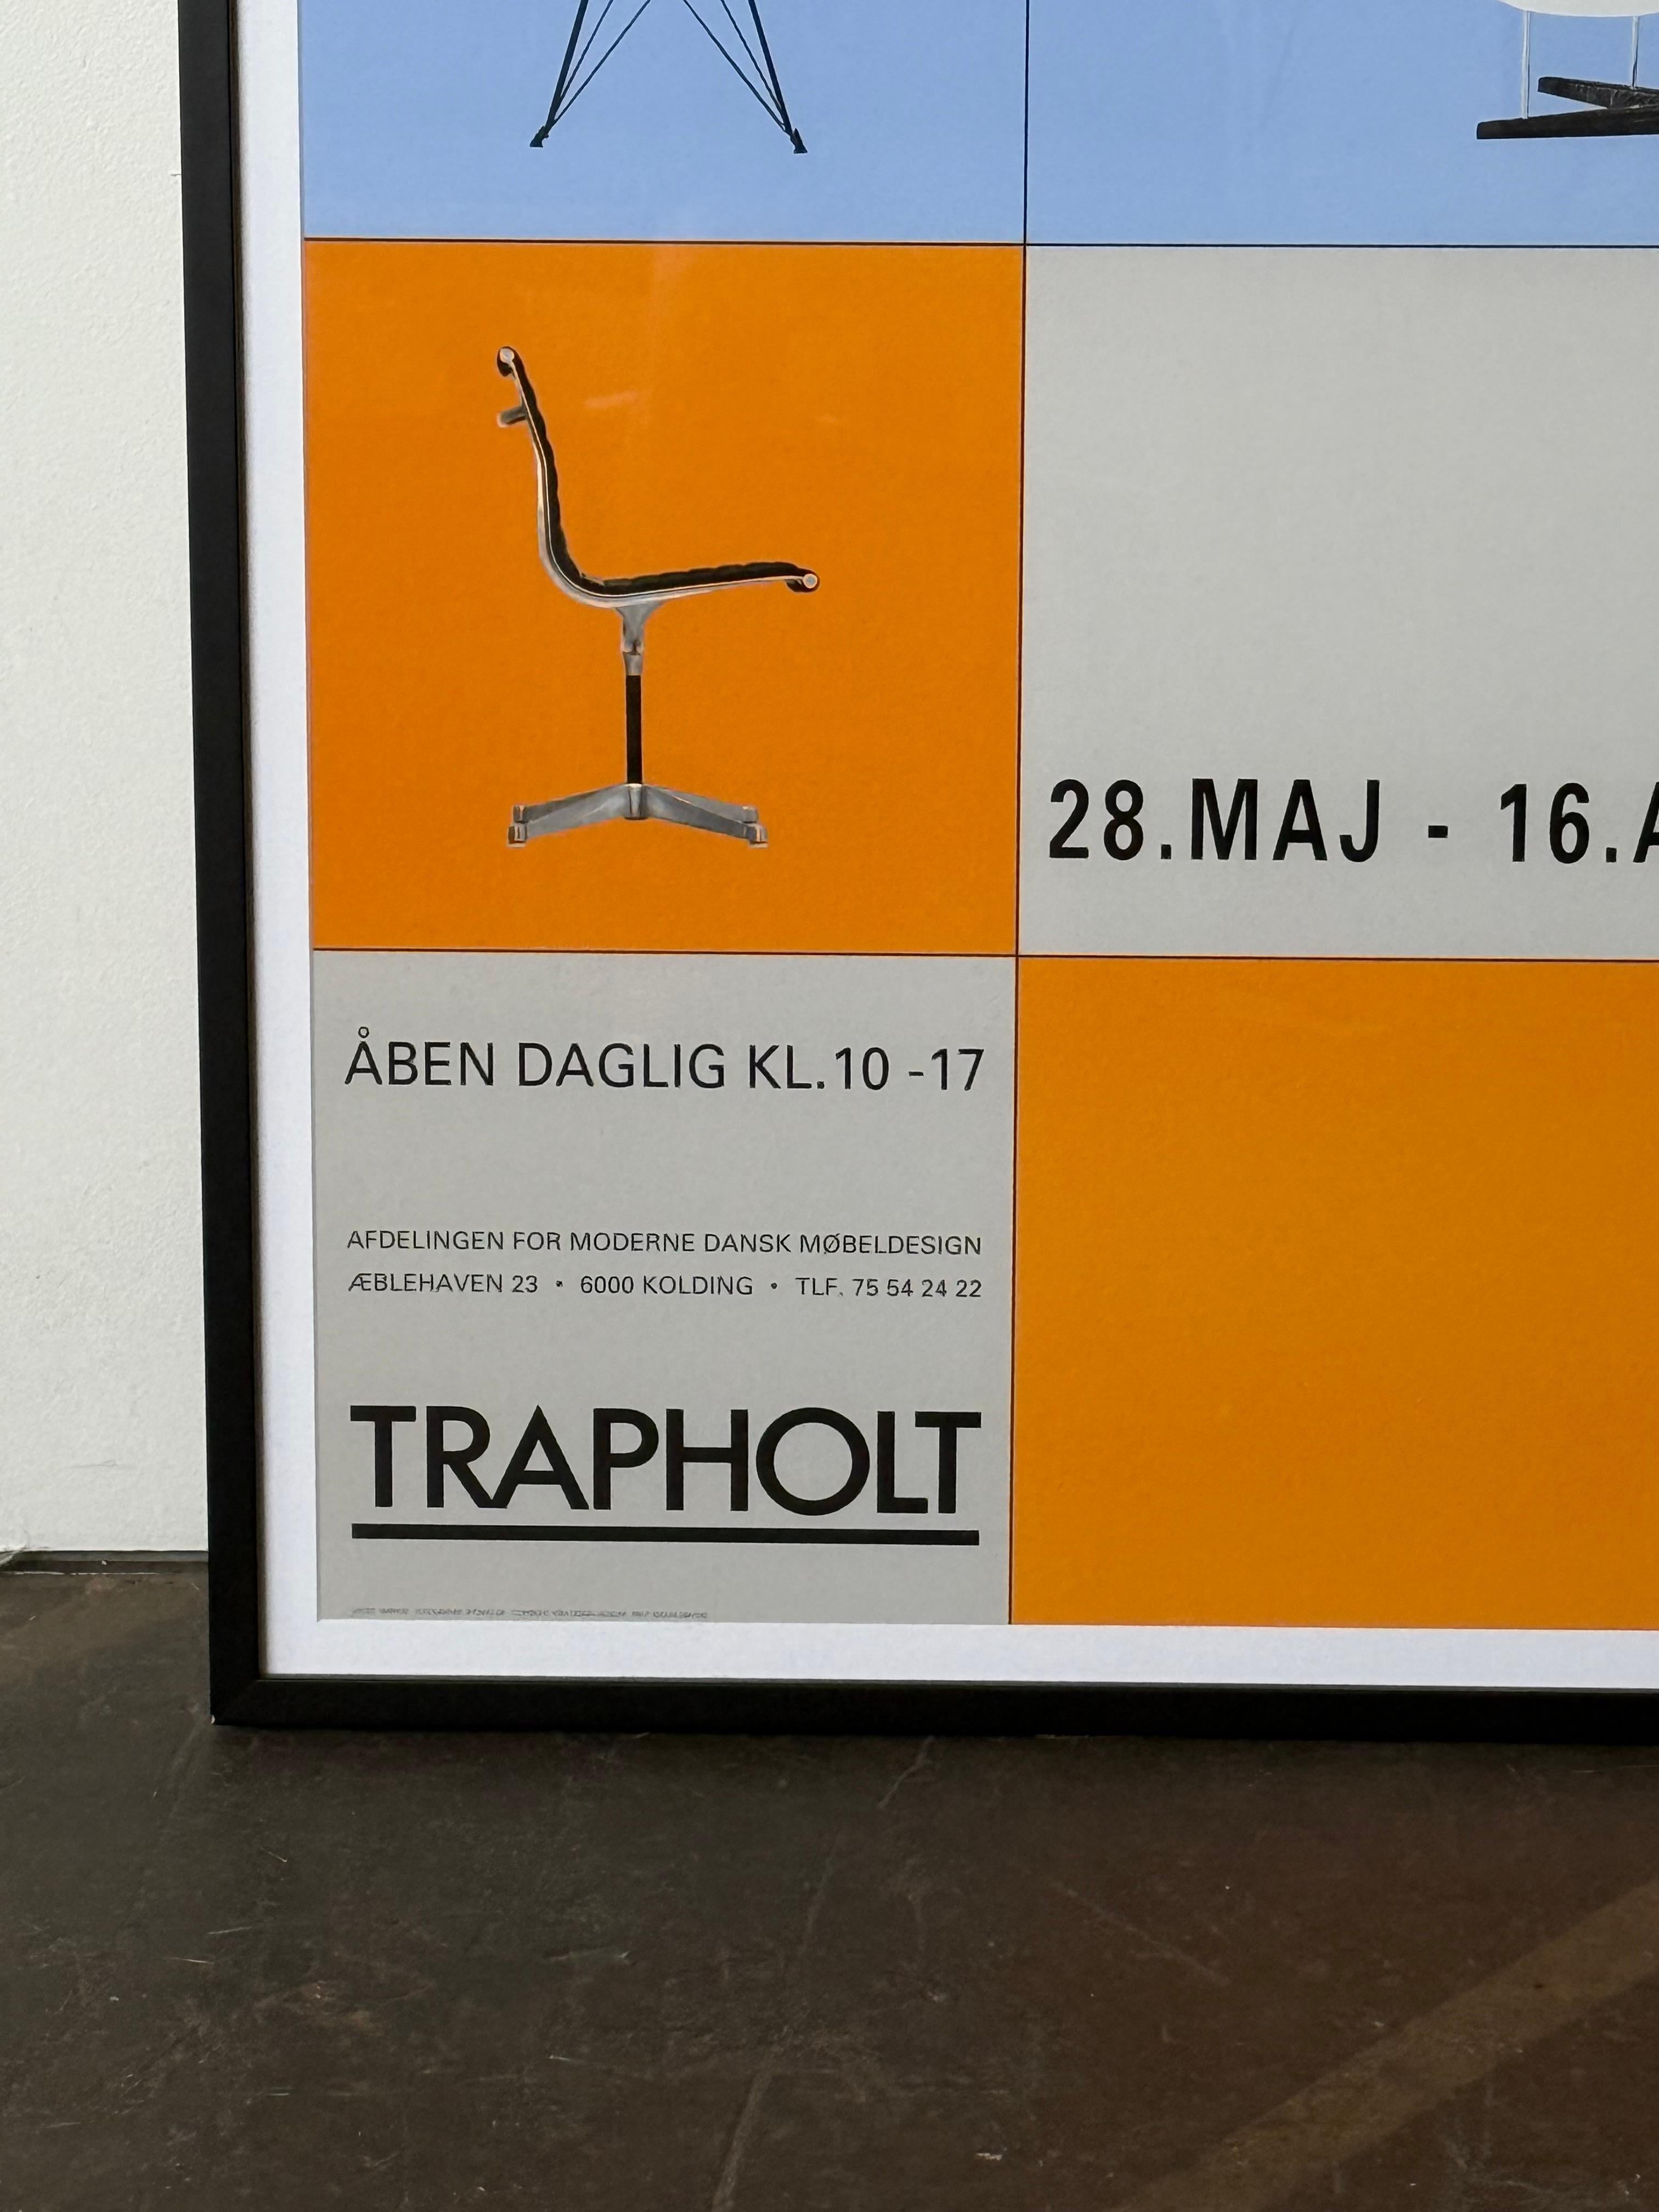 28.MAJ - 16.A
ÅBEN DAGLIG KL.10 -17
AFDELINGEN FOR MODERNE DANSK MØBELDESIGN
ÆBLEHAVEN 23 • 6000 KOLDING • TLF. 75 54 24 22
TRAPHOLT